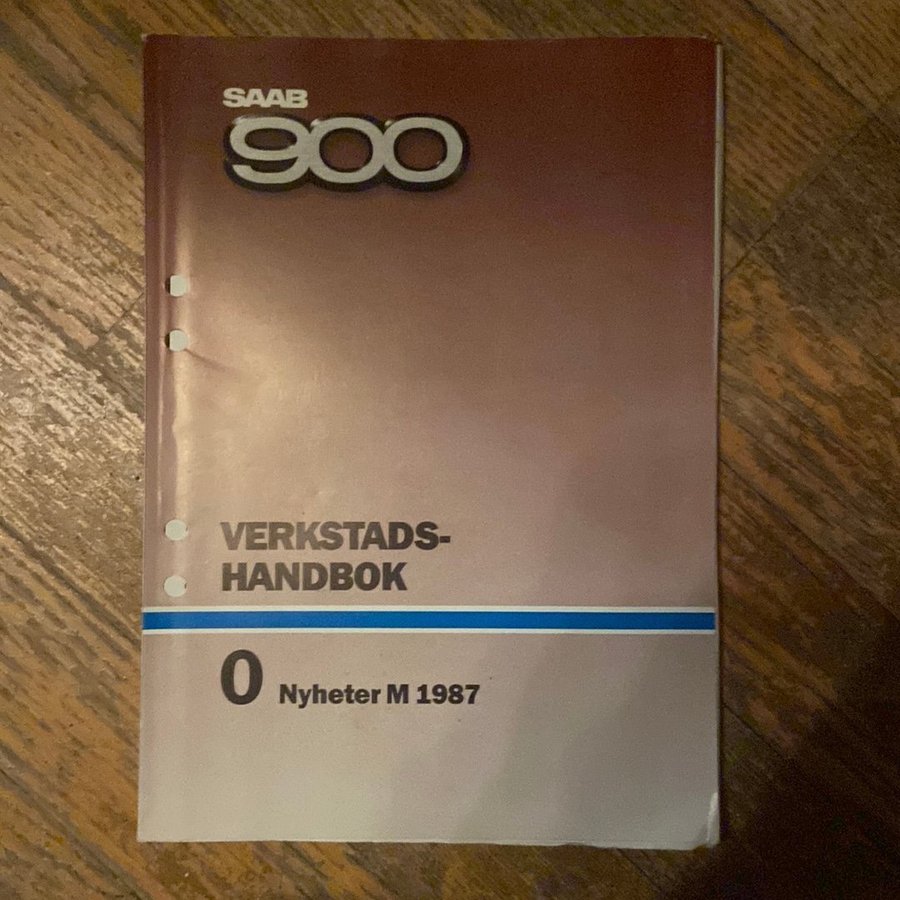 SAAB
900
VERKSTADS-
HANDBOK
0 Nyheter M 1987